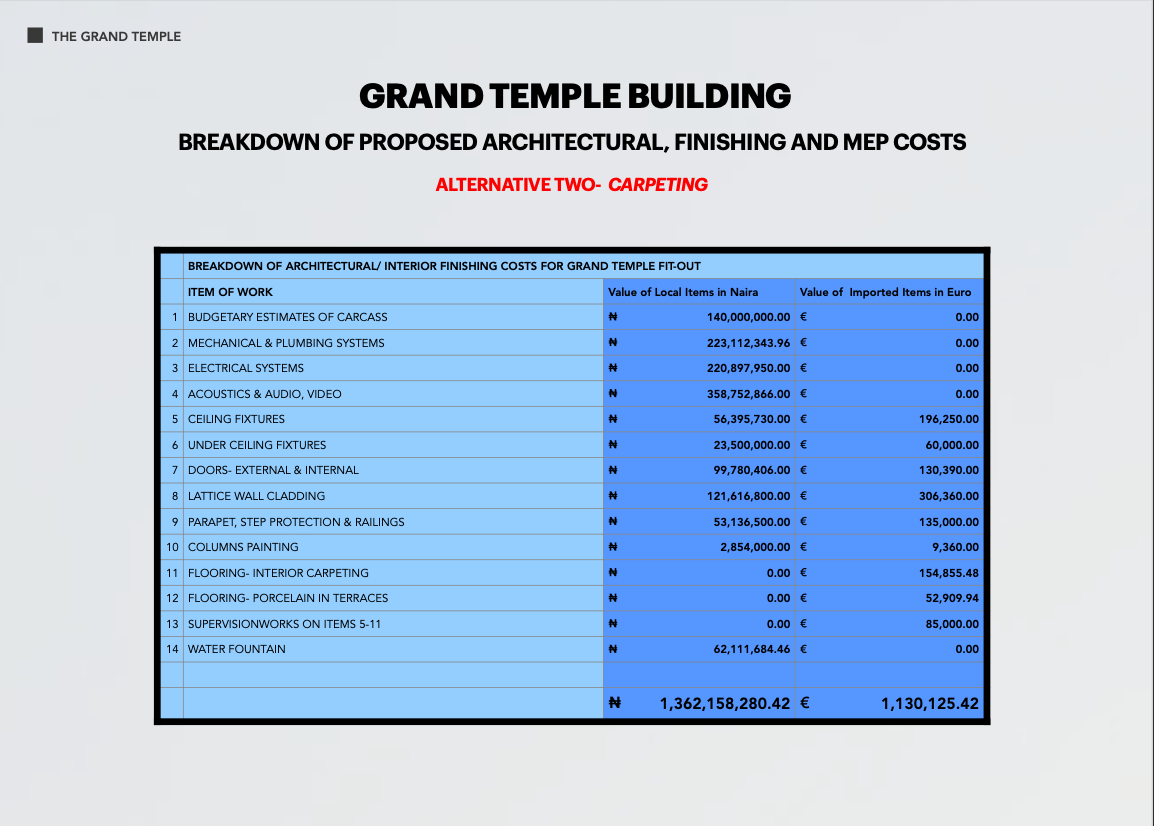 THE GRAND TEMPLE
GRAND TEMPLE BUILDING
BREAKDOWN OF PROPOSED ARCHITECTURAL, FINISHING AND MEP COSTS
ALTERNATIVE TWO- CARPETING
BREAKDOWN OF ARCHITECTURAL/ INTERIOR FINISHING COSTS FOR GRAND TEMPLE FIT-OUT
ITEM OF WORK Value of Local Items in Naira Value of Imported Items in Euro
1 BUDGETARY ESTIMATES OF CARCASS ₦ 140,000,000.00 € 0.00
2 MECHANICAL & PLUMBING SYSTEMS ₦ 223,112,343.96 € 0.00
3 ELECTRICAL SYSTEMS ₦ 220,897,950.00 € 0.00
4 ACOUSTICS & AUDIO, VIDEO ₦ 358,752,866.00 € 0.00
5 CEILING FIXTURES ₦ 56,395,730.00 € 196,250.00
6 UNDER CEILING FIXTURES ₦ 23,500,000.00 € 60,000.00
7 DOORS- EXTERNAL & INTERNAL ₦ 99,780,406.00 € 130,390.00
8 LATTICE WALL CLADDING ₦ 121,616,800.00 € 306,360.00
9 PARAPET, STEP PROTECTION & RAILINGS ₦ 53,136,500.00 € 135,000.00
10 COLUMNS PAINTING ₦ 2,854,000.00 € 9,360.00
11 FLOORING- INTERIOR CARPETING ₦ 0.00 € 154,855.48
12 FLOORING- PORCELAIN IN TERRACES ₦ 0.00 € 52,909.94
13 SUPERVISIONWORKS ON ITEMS 5-11 ₦ 0.00 € 85,000.00
14 WATER FOUNTAIN ₦ 62,111,684.46 € 0.00
₦ 1,362,158,280.42 € 1,130,125.42